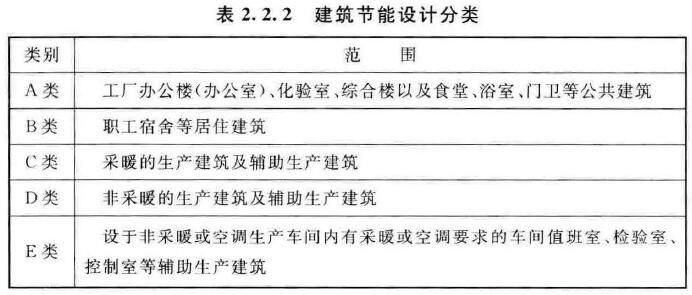 表 2.2.2 建筑节能设计分类
类别 范 围
A 类 工厂办公楼(办公室)、化验室、综合楼以及食堂、浴室、门卫等公共建筑
B 类 职工宿舍等居住建筑
C 类 采暖的生产建筑及辅助生产建筑
D 类 非采暖的生产建筑及辅助生产建筑
E 类 设于非采暖或空调生产车间内有采暖或空调要求的车间值班室、检验室、
控制室等辅助生产建筑